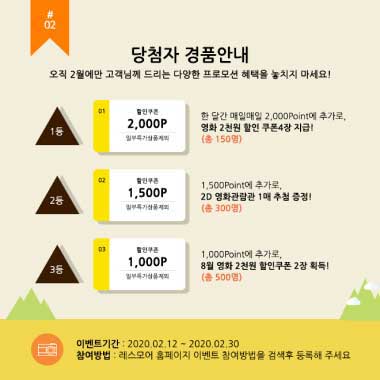 #
02
당첨자 경품안내
오직 2월에만 고객님께 드리는 다양한 프로모션 혜택을 놓치지 마세요!
1등
01
할인쿠폰
2,000P
일부특가상품제외
한 달간 매일매일 2,000Point에 추가로,
영화 2천원 할인 쿠폰4장 지급!
(총 150명)
2등
02
할인쿠폰
1,500P
일부특가상품제외
1,500Point에 추가로,
2D 영화관람권 1매 추첨 증정!
(총 300명)
3등
03
할인쿠폰
1,000P
일부특가상품제외
1,000Point에 추가로,
8월 영화 2천원 할인쿠폰 2장 획득!
(총 500명)
이벤트기간 : 2020.02.12 ~ 2020.02.30
참여방법 : 레스모어 홈페이지 이벤트 참여방법을 검색후 등록해 주세요